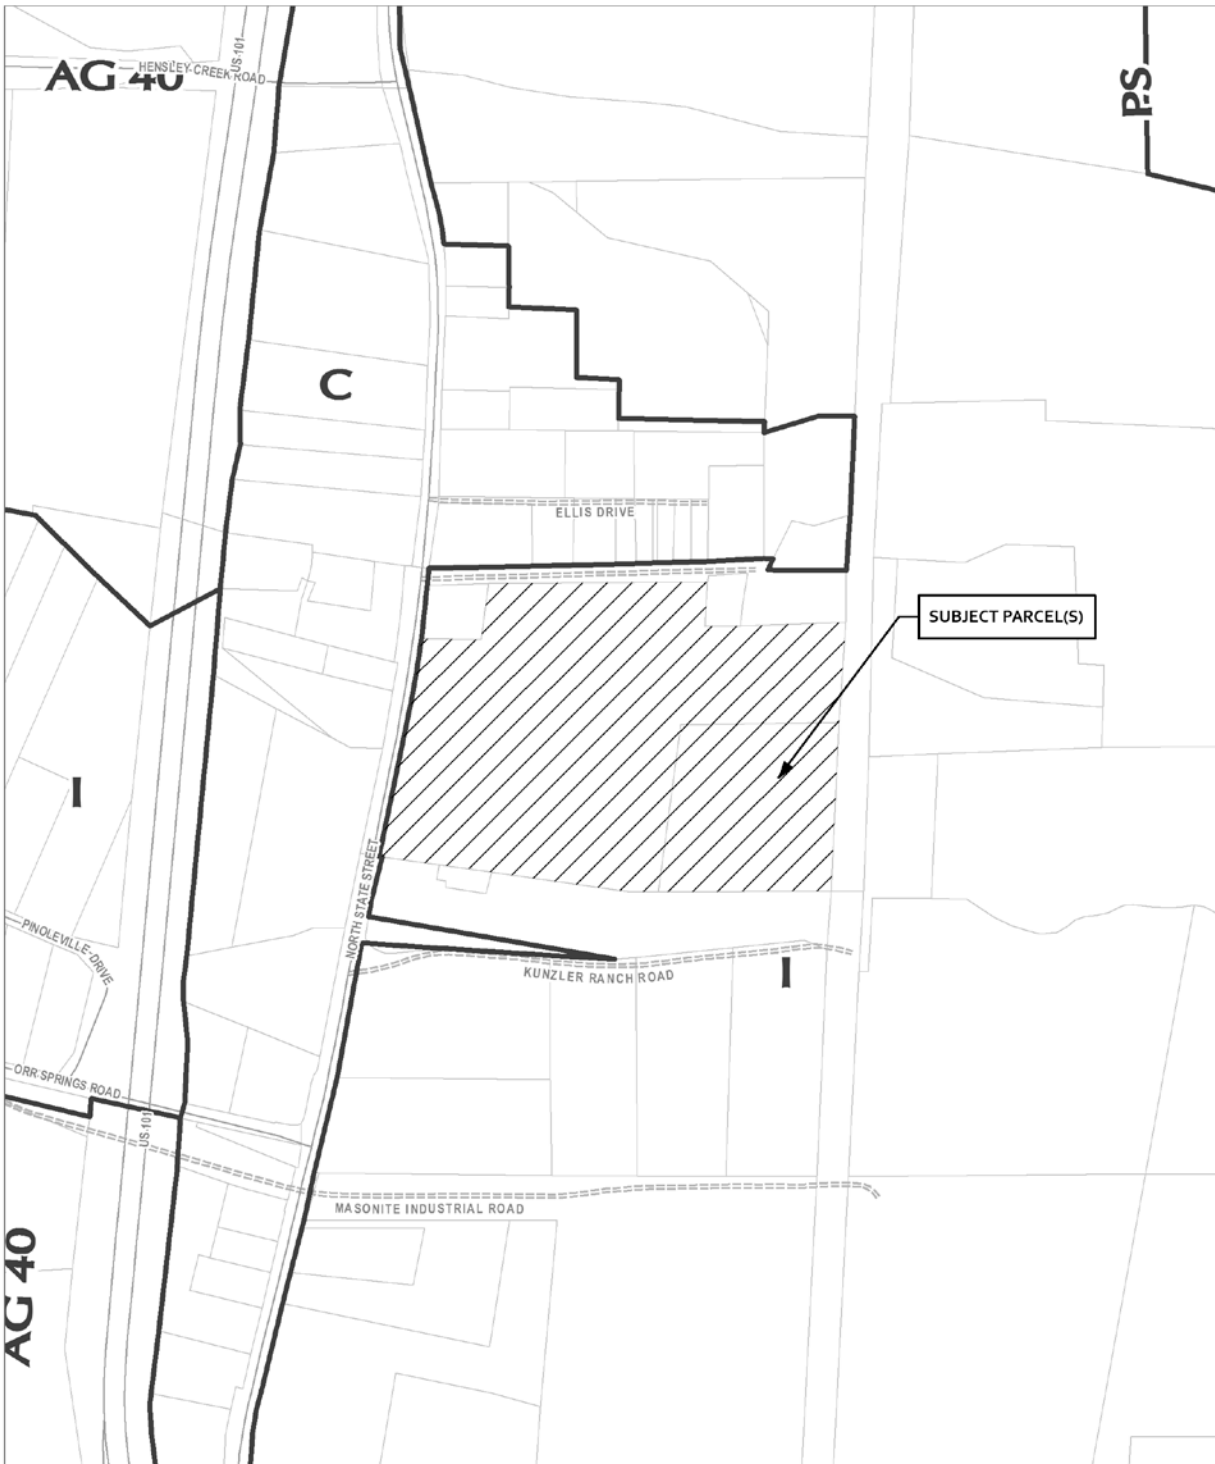 US 101
HENSLEY CREEK ROAD
AG 40
PS
C
ELLIS DRIVE
SUBJECT PARCEL(S)
I
NORTH STATE STREET
PINOLEVILLE DRIVE
KUNZLER RANCH ROAD
I
ORR SPRINGS ROAD
US 101
MASONITE INDUSTRIAL ROAD
AG 40